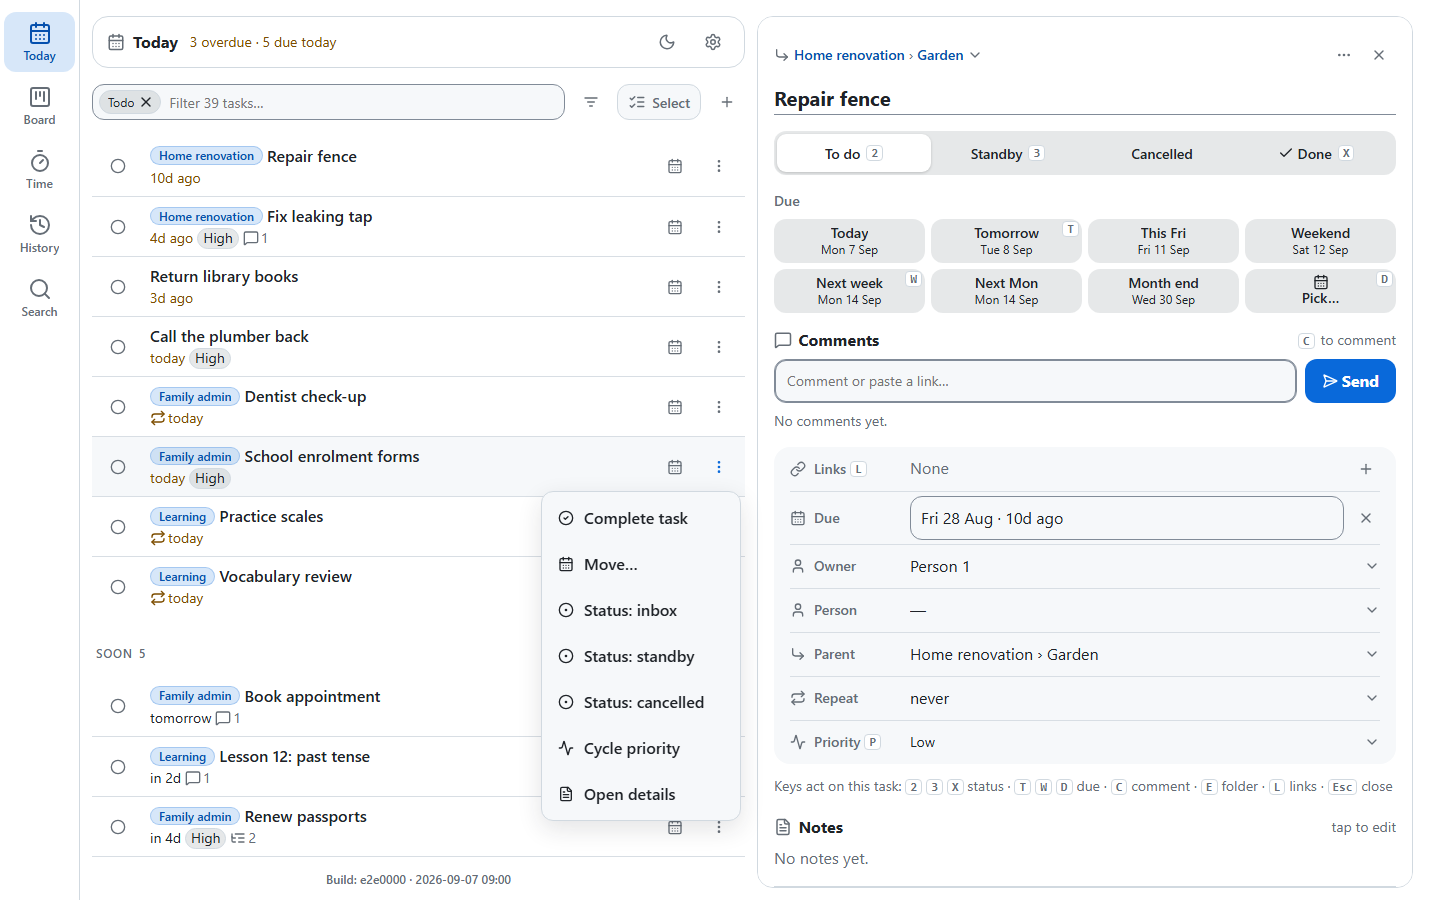 Today
Board
Time
History
Search
Today 3 overdue · 5 due today
Todo Filter 39 tasks...
Select
Home renovation Repair fence
10d ago
Home renovation Fix leaking tap
4d ago High 1
Return library books
3d ago
Call the plumber back
today High
Family admin Dentist check-up
today
Family admin School enrolment forms
today High
Learning Practice scales
today
Learning Vocabulary review
today
SOON 5
Family admin Book appointment
tomorrow 1
Learning Lesson 12: past tense
in 2d 1
Family admin Renew passports
in 4d High 2
Build: e2e0000 · 2026-09-07 09:00
Complete task
Move...
Status: inbox
Status: standby
Status: cancelled
Cycle priority
Open details
Home renovation › Garden
Repair fence
To do 2 Standby 3 Cancelled Done X
Due
Today
Mon 7 Sep
Tomorrow T
Tue 8 Sep
This Fri
Fri 11 Sep
Weekend
Sat 12 Sep
Next week W
Mon 14 Sep
Next Mon
Mon 14 Sep
Month end
Wed 30 Sep
Pick... D
Comments C to comment
Comment or paste a link... Send
No comments yet.
Links L None
Due Fri 28 Aug · 10d ago
Owner Person 1
Person —
Parent Home renovation › Garden
Repeat never
Priority P Low
Keys act on this task: 2 3 X status · T W D due · C comment · E folder · L links · Esc close
Notes tap to edit
No notes yet.